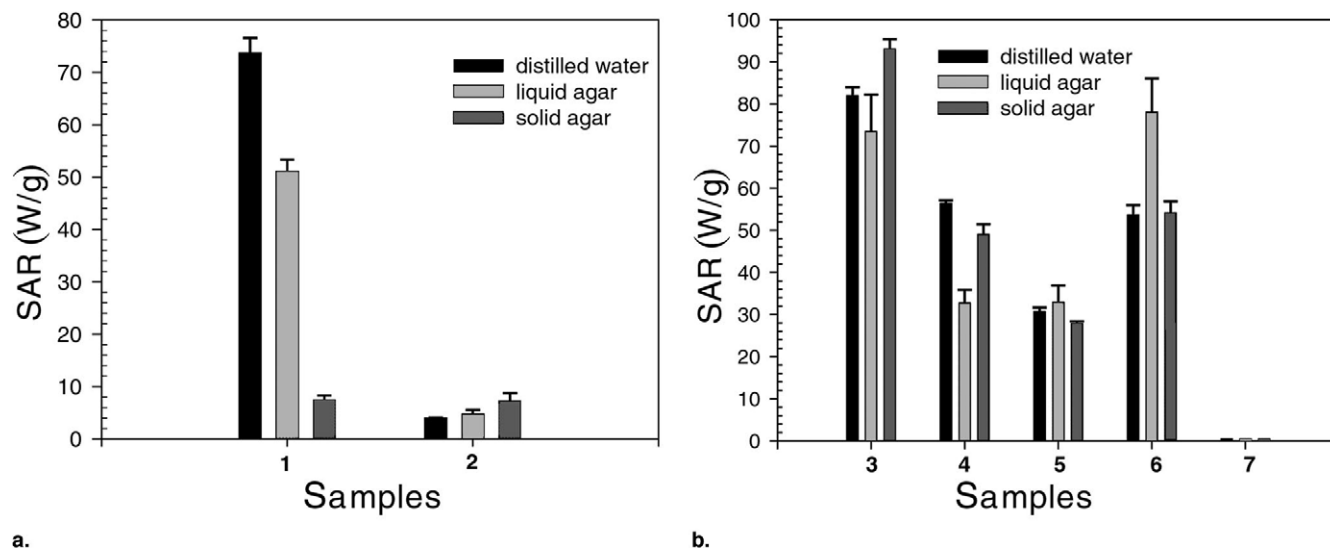 80
70
60
50
40
30
20
10
0
SAR (W/g)
distilled water
liquid agar
solid agar
1 2
Samples
a.
100
90
80
70
60
50
40
30
20
10
0
SAR (W/g)
distilled water
liquid agar
solid agar
3 4 5 6 7
Samples
b.